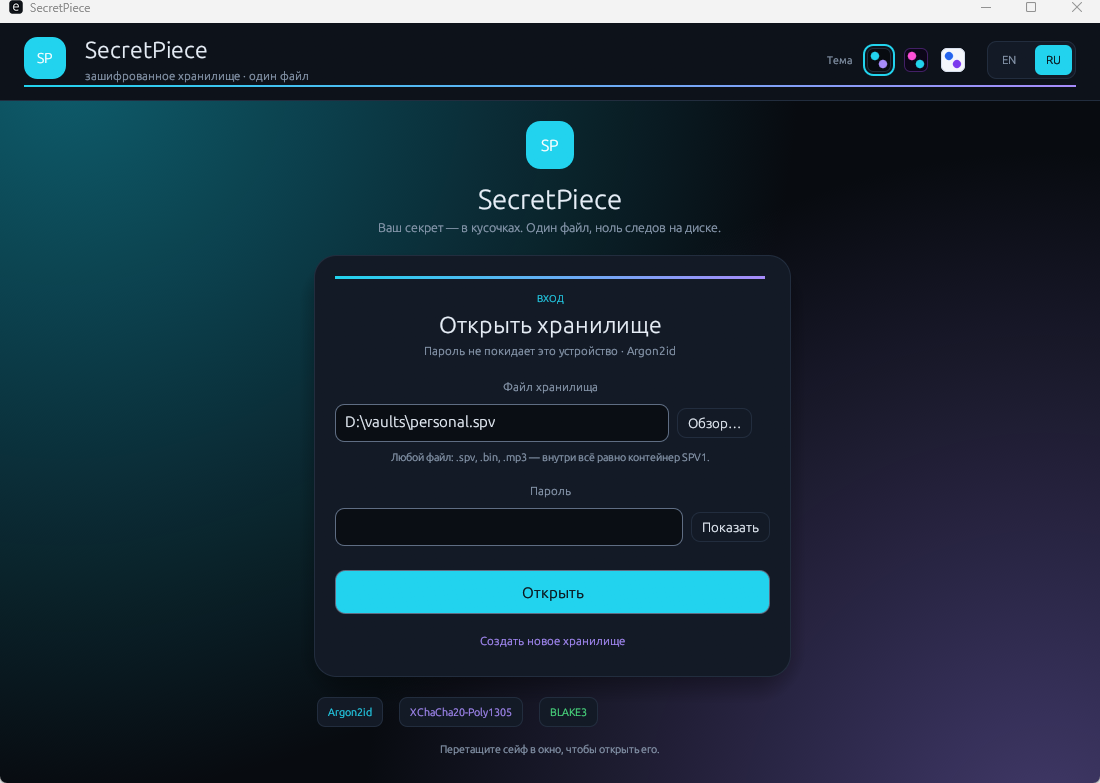 e SecretPiece
SP
SecretPiece
зашифрованное хранилище · один файл
Тема
EN
RU
SP
SecretPiece
Ваш секрет — в кусочках. Один файл, ноль следов на диске.
ВХОД
Открыть хранилище
Пароль не покидает это устройство · Argon2id
Файл хранилища
D:\vaults\personal.spv
Обзор…
Любой файл: .spv, .bin, .mp3 — внутри всё равно контейнер SPV1.
Пароль
Показать
Открыть
Создать новое хранилище
Argon2id
XChaCha20-Poly1305
BLAKE3
Перетащите сейф в окно, чтобы открыть его.